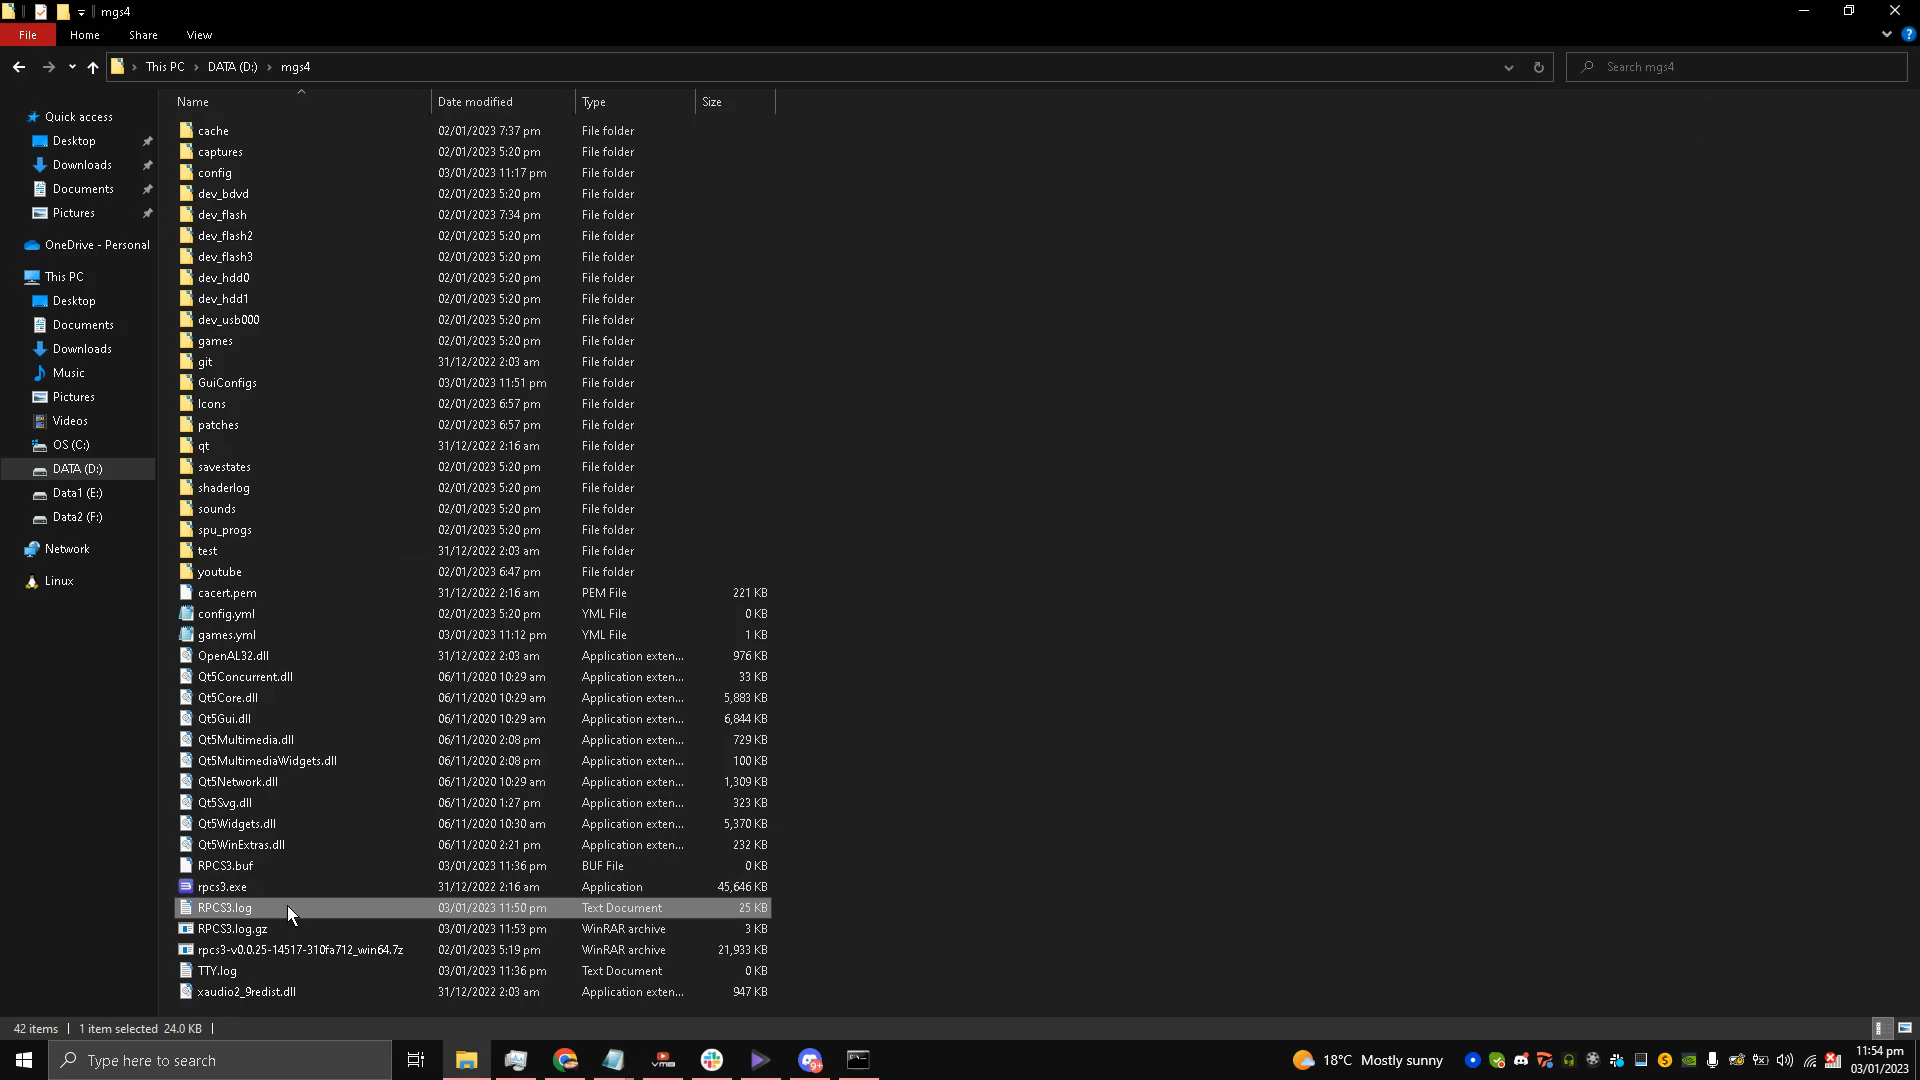 mgs4
File Home Share View
This PC DATA (D:) mgs4
Search mgs4
Name Date modified Type Size
Quick access
Desktop
Downloads
Documents
Pictures
OneDrive - Personal
This PC
Desktop
Documents
Downloads
Music
Pictures
Videos
OS (C:)
DATA (D:)
Data1 (E:)
Data2 (F:)
Network
Linux
cache 02/01/2023 7:37 pm File folder
captures 02/01/2023 5:20 pm File folder
config 03/01/2023 11:17 pm File folder
dev_bdvd 02/01/2023 5:20 pm File folder
dev_flash 02/01/2023 7:34 pm File folder
dev_flash2 02/01/2023 5:20 pm File folder
dev_flash3 02/01/2023 5:20 pm File folder
dev_hdd0 02/01/2023 5:20 pm File folder
dev_hdd1 02/01/2023 5:20 pm File folder
dev_usb000 02/01/2023 5:20 pm File folder
games 02/01/2023 5:20 pm File folder
git 31/12/2022 2:03 am File folder
GuiConfigs 03/01/2023 11:51 pm File folder
Icons 02/01/2023 6:57 pm File folder
patches 02/01/2023 6:57 pm File folder
qt 31/12/2022 2:16 am File folder
savestates 02/01/2023 5:20 pm File folder
shaderlog 02/01/2023 5:20 pm File folder
sounds 02/01/2023 5:20 pm File folder
spu_progs 02/01/2023 5:20 pm File folder
test 31/12/2022 2:03 am File folder
youtube 02/01/2023 6:47 pm File folder
cacert.pem 31/12/2022 2:16 am PEM File 221 KB
config.yml 02/01/2023 5:20 pm YML File 0 KB
games.yml 03/01/2023 11:12 pm YML File 1 KB
OpenAL32.dll 31/12/2022 2:03 am Application exten... 976 KB
Qt5Concurrent.dll 06/11/2020 10:29 am Application exten... 33 KB
Qt5Core.dll 06/11/2020 10:29 am Application exten... 5,883 KB
Qt5Gui.dll 06/11/2020 10:29 am Application exten... 6,844 KB
Qt5Multimedia.dll 06/11/2020 2:08 pm Application exten... 729 KB
Qt5MultimediaWidgets.dll 06/11/2020 2:08 pm Application exten... 100 KB
Qt5Network.dll 06/11/2020 10:29 am Application exten... 1,309 KB
Qt5Svg.dll 06/11/2020 1:27 pm Application exten... 323 KB
Qt5Widgets.dll 06/11/2020 10:30 am Application exten... 5,370 KB
Qt5WinExtras.dll 06/11/2020 2:21 pm Application exten... 232 KB
RPCS3.buf 03/01/2023 11:36 pm BUF File 0 KB
rpcs3.exe 31/12/2022 2:16 am Application 45,646 KB
RPCS3.log 03/01/2023 11:50 pm Text Document 25 KB
RPCS3.log.gz 03/01/2023 11:53 pm WinRAR archive 3 KB
rpcs3-v0.0.25-14517-310fa712_win64.7z 02/01/2023 5:19 pm WinRAR archive 21,933 KB
TTY.log 03/01/2023 11:36 pm Text Document 0 KB
xaudio2_9redist.dll 31/12/2022 2:03 am Application exten... 947 KB
42 items 1 item selected 24.0 KB
Type here to search
18°C Mostly sunny
11:54 pm
03/01/2023